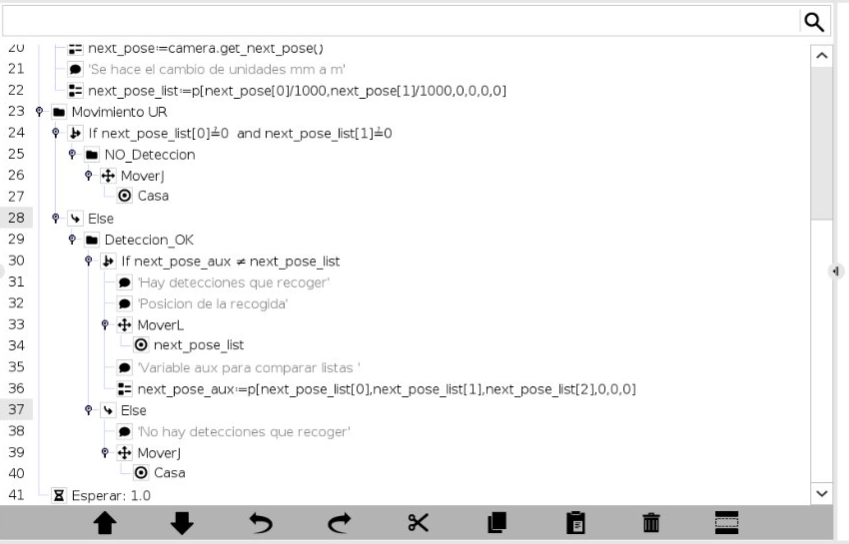 20 next_pose≔camera.get_next_pose()
21 'Se hace el cambio de unidades mm a m'
22 next_pose_list≔p[next_pose[0]/1000,next_pose[1]/1000,0,0,0,0]
23 Movimiento UR
24 If next_pose_list[0]≟0 and next_pose_list[1]≟0
25 NO_Deteccion
26 MoverJ
27 Casa
28 Else
29 Deteccion_OK
30 If next_pose_aux ≠ next_pose_list
31 'Hay detecciones que recoger'
32 'Posicion de la recogida'
33 MoverL
34 next_pose_list
35 'Variable aux para comparar listas '
36 next_pose_aux≔p[next_pose_list[0],next_pose_list[1],next_pose_list[2],0,0,0]
37 Else
38 'No hay detecciones que recoger'
39 MoverJ
40 Casa
41 Esperar: 1.0